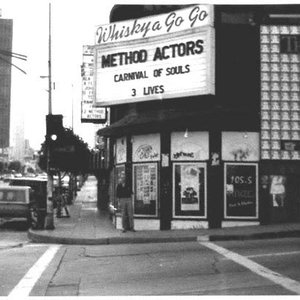 Whisky a Go Go
METHOD ACTORS
CARNIVAL OF SOULS
3 LIVES
105.5